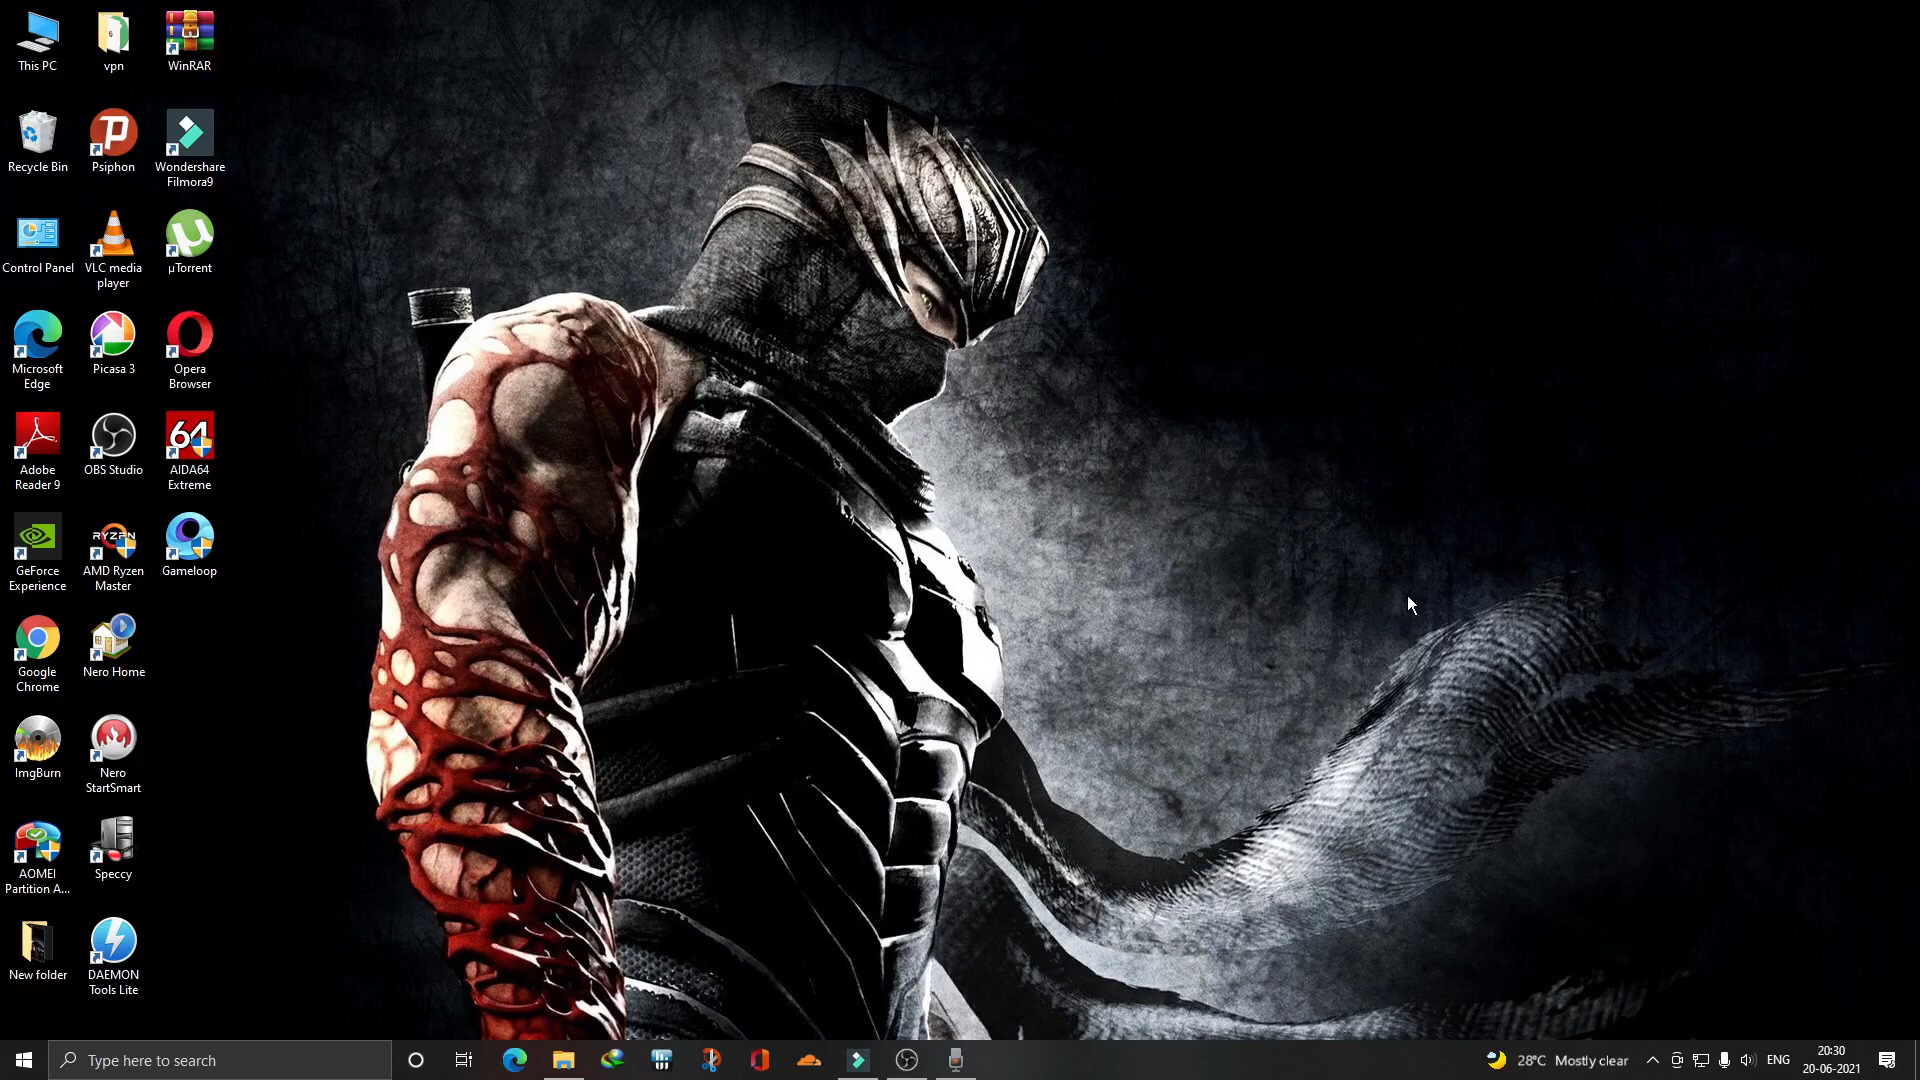 This PC
vpn
WinRAR
Recycle Bin
Psiphon
Wondershare
Filmora9
Control Panel
VLC media
player
µTorrent
Microsoft
Edge
Picasa 3
Opera
Browser
Adobe
Reader 9
OBS Studio
64
AIDA64
Extreme
GeForce
Experience
RYZEN
AMD Ryzen
Master
Gameloop
Google
Chrome
Nero Home
ImgBurn
Nero
StartSmart
AOMEI
Partition A...
Speccy
New folder
DAEMON
Tools Lite
Type here to search
28°C Mostly clear
ENG
20:30
20-06-2021